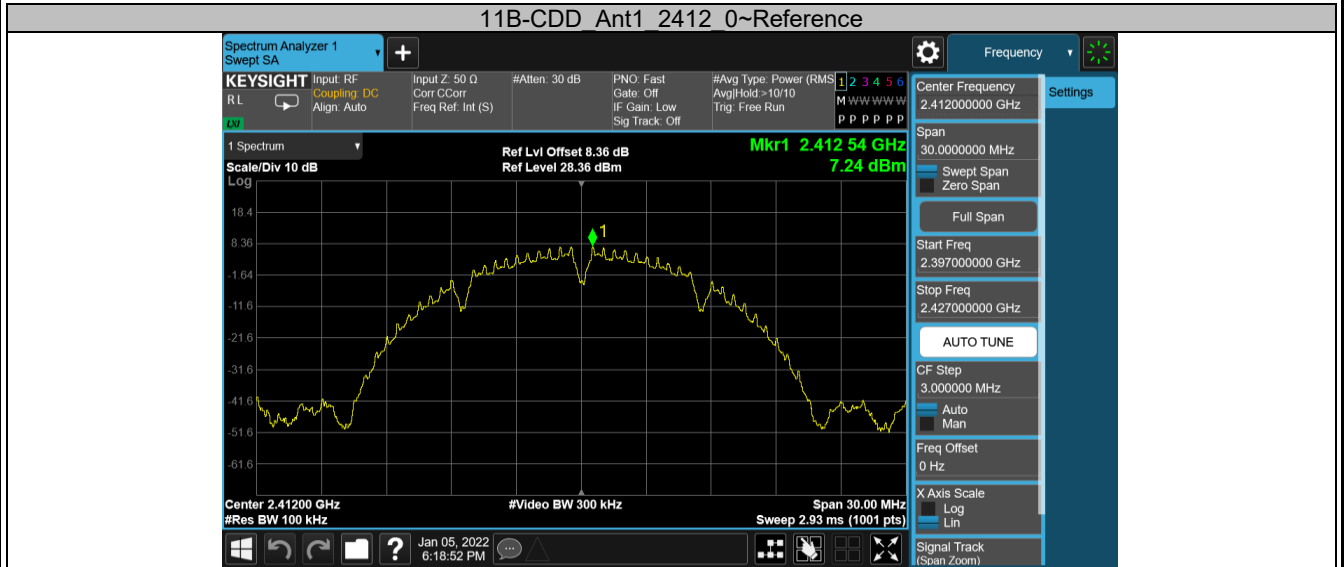 11B-CDD_Ant1_2412_0~Reference
Spectrum Analyzer 1
Swept SA
+
Frequency
KEYSIGHT
RL
LXI
Input: RF
Coupling: DC
Align: Auto
Input Z: 50 Ω
Corr CCorr
Freq Ref: Int (S)
#Atten: 30 dB
PNO: Fast
Gate: Off
IF Gain: Low
Sig Track: Off
#Avg Type: Power (RMS
Avg|Hold:>10/10
Trig: Free Run
1 2 3 4 5 6
M W W W W W
P P P P P P
1 Spectrum
Scale/Div 10 dB
Log
Ref Lvl Offset 8.36 dB
Ref Level 28.36 dBm
Mkr1 2.412 54 GHz
7.24 dBm
1
18.4
8.36
-1.64
-11.6
-21.6
-31.6
-41.6
-51.6
-61.6
Center 2.41200 GHz
#Res BW 100 kHz
#Video BW 300 kHz
Span 30.00 MHz
Sweep 2.93 ms (1001 pts)
Center Frequency
2.412000000 GHz
Settings
Span
30.0000000 MHz
Swept Span
Zero Span
Full Span
Start Freq
2.397000000 GHz
Stop Freq
2.427000000 GHz
AUTO TUNE
CF Step
3.000000 MHz
Auto
Man
Freq Offset
0 Hz
X Axis Scale
Log
Lin
Signal Track
(Span Zoom)
?
Jan 05, 2022
6:18:52 PM